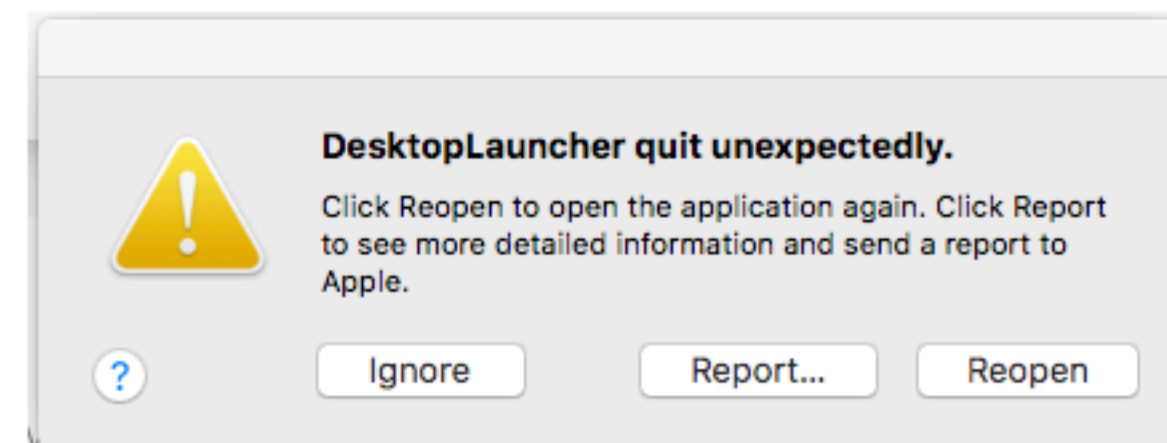 DesktopLauncher quit unexpectedly.
Click Reopen to open the application again. Click Report
to see more detailed information and send a report to
Apple.
?
Ignore
Report...
Reopen